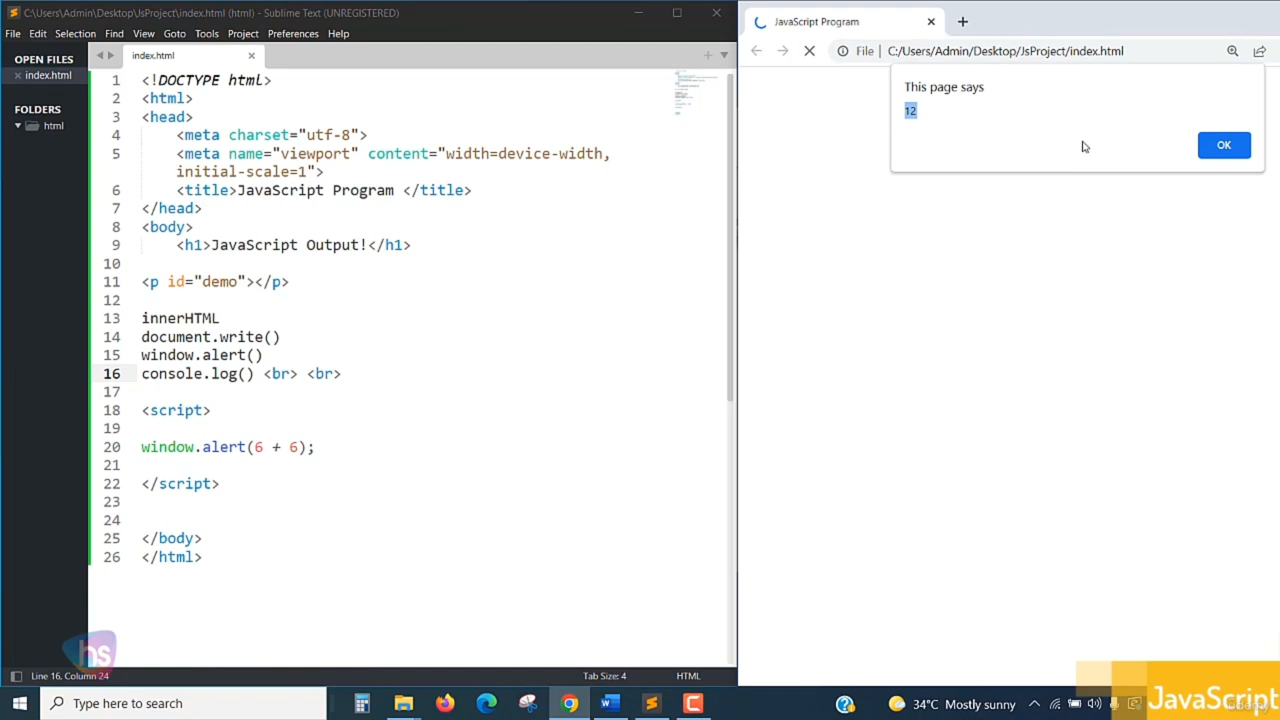 C:\Users\Admin\Desktop\JsProject\index.html (html) - Sublime Text (UNREGISTERED)
File Edit Selection Find View Goto Tools Project Preferences Help
OPEN FILES
index.html
FOLDERS
html
index.html
1 <!DOCTYPE html>
2 <html>
3 <head>
4 <meta charset="utf-8">
5 <meta name="viewport" content="width=device-width,
initial-scale=1">
6 <title>JavaScript Program </title>
7 </head>
8 <body>
9 <h1>JavaScript Output!</h1>
10
11 <p id="demo"></p>
12
13 innerHTML
14 document.write()
15 window.alert()
16 console.log() <br> <br>
17
18 <script>
19
20 window.alert(6 + 6);
21
22 </script>
23
24
25 </body>
26 </html>
hs
Line 16, Column 24
Tab Size: 4
HTML
JavaScript Program
File | C:/Users/Admin/Desktop/JsProject/index.html
This page says
12
OK
Type here to search
34°C Mostly sunny
JavaScript